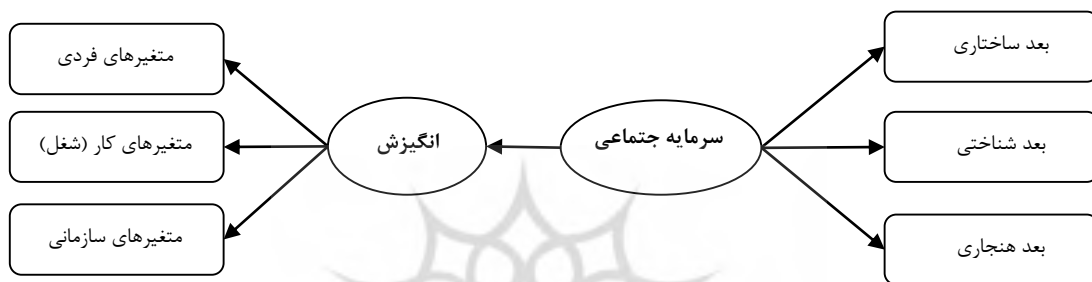 بعد ساختاری
بعد شناختی
بعد هنجاری
سرمایه جتماعی
انگیزش
متغیرهای فردی
متغیرهای کار (شغل)
متغیرهای سازمانی